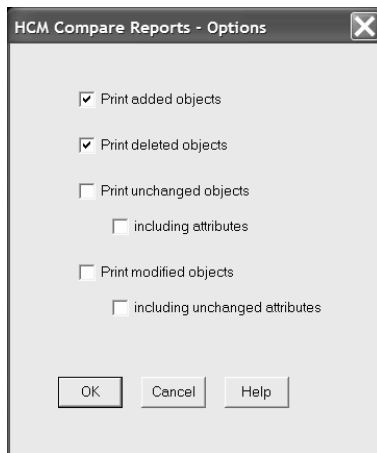 HCM Compare Reports - Options
Print added objects
Print deleted objects
Print unchanged objects
including attributes
Print modified objects
including unchanged attributes
OK Cancel Help